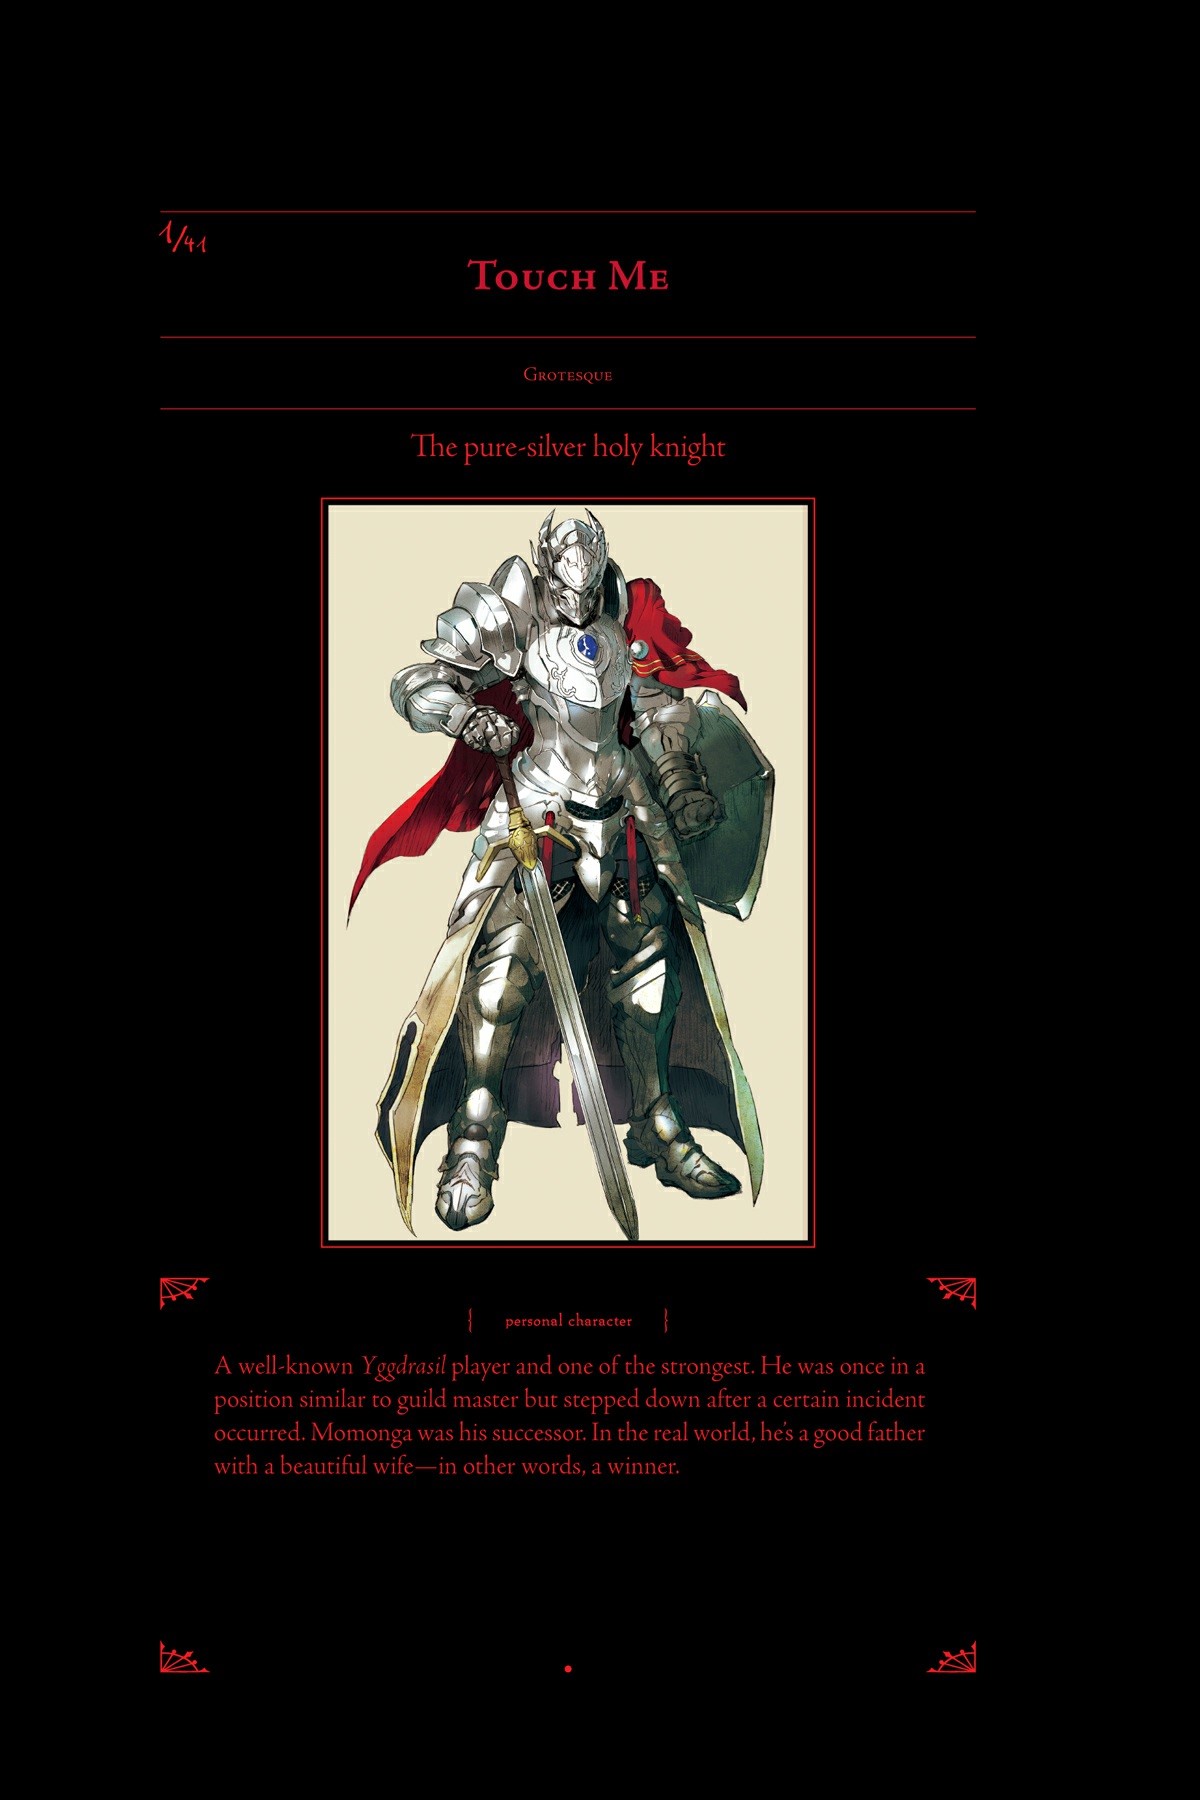 1/41
Touch Me
Grotesque
The pure-silver holy knight
{ personal character }
A well-known Yggdrasil player and one of the strongest. He was once in a
position similar to guild master but stepped down after a certain incident
occurred. Momonga was his successor. In the real world, he's a good father
with a beautiful wife—in other words, a winner.